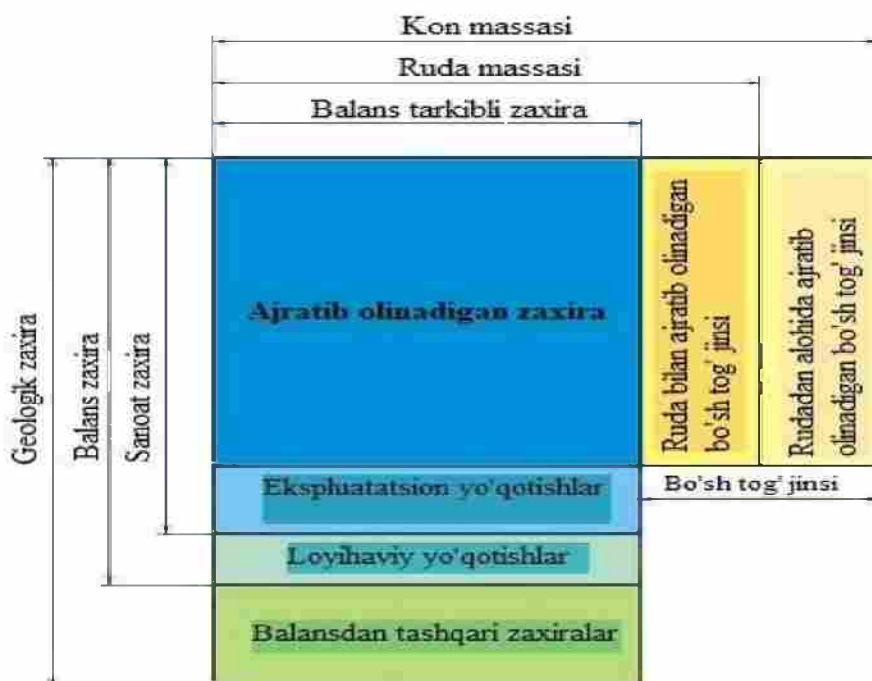 Kon massasi
Ruda massasi
Balans tarkibli zaxira
Geologik zaxira
Balans zaxira
Sanoat zaxira
Ajratib olinadigan zaxira
Ruda bilan ajratib olinadigan
bo'sh tog' jinsi
Rudadan alohida ajratib
olinadigan bo'sh tog' jinsi
Ekspluatatsion yo'qotishlar
Bo'sh tog' jinsi
Loyihaviy yo'qotishlar
Balansdan tashqari zaxiralar